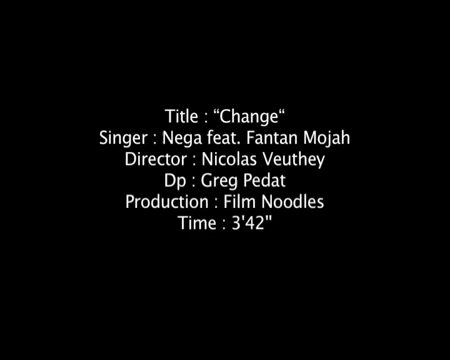 Title : “Change“
Singer : Nega feat. Fantan Mojah
Director : Nicolas Veuthey
Dp : Greg Pedat
Production : Film Noodles
Time : 3'42"